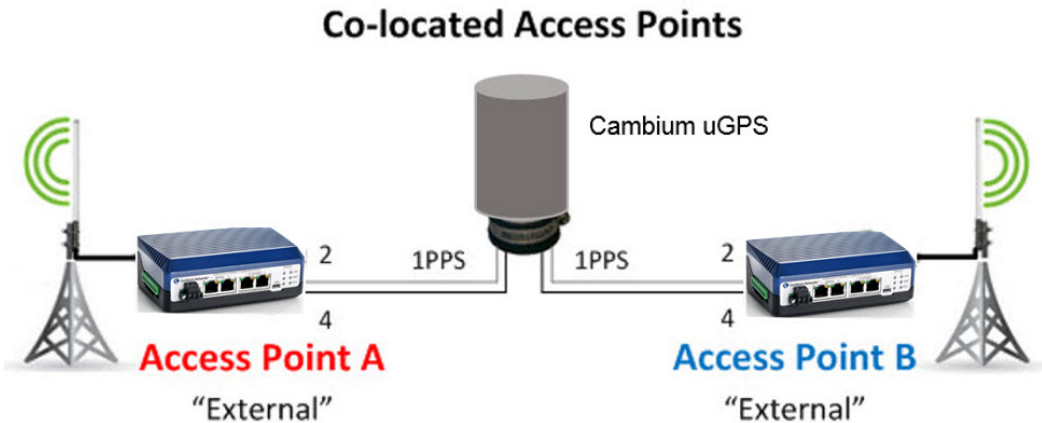 Co-located Access Points
Cambium uGPS
2
1PPS
1PPS
2
4
4
Access Point A
Access Point B
“External”
“External”